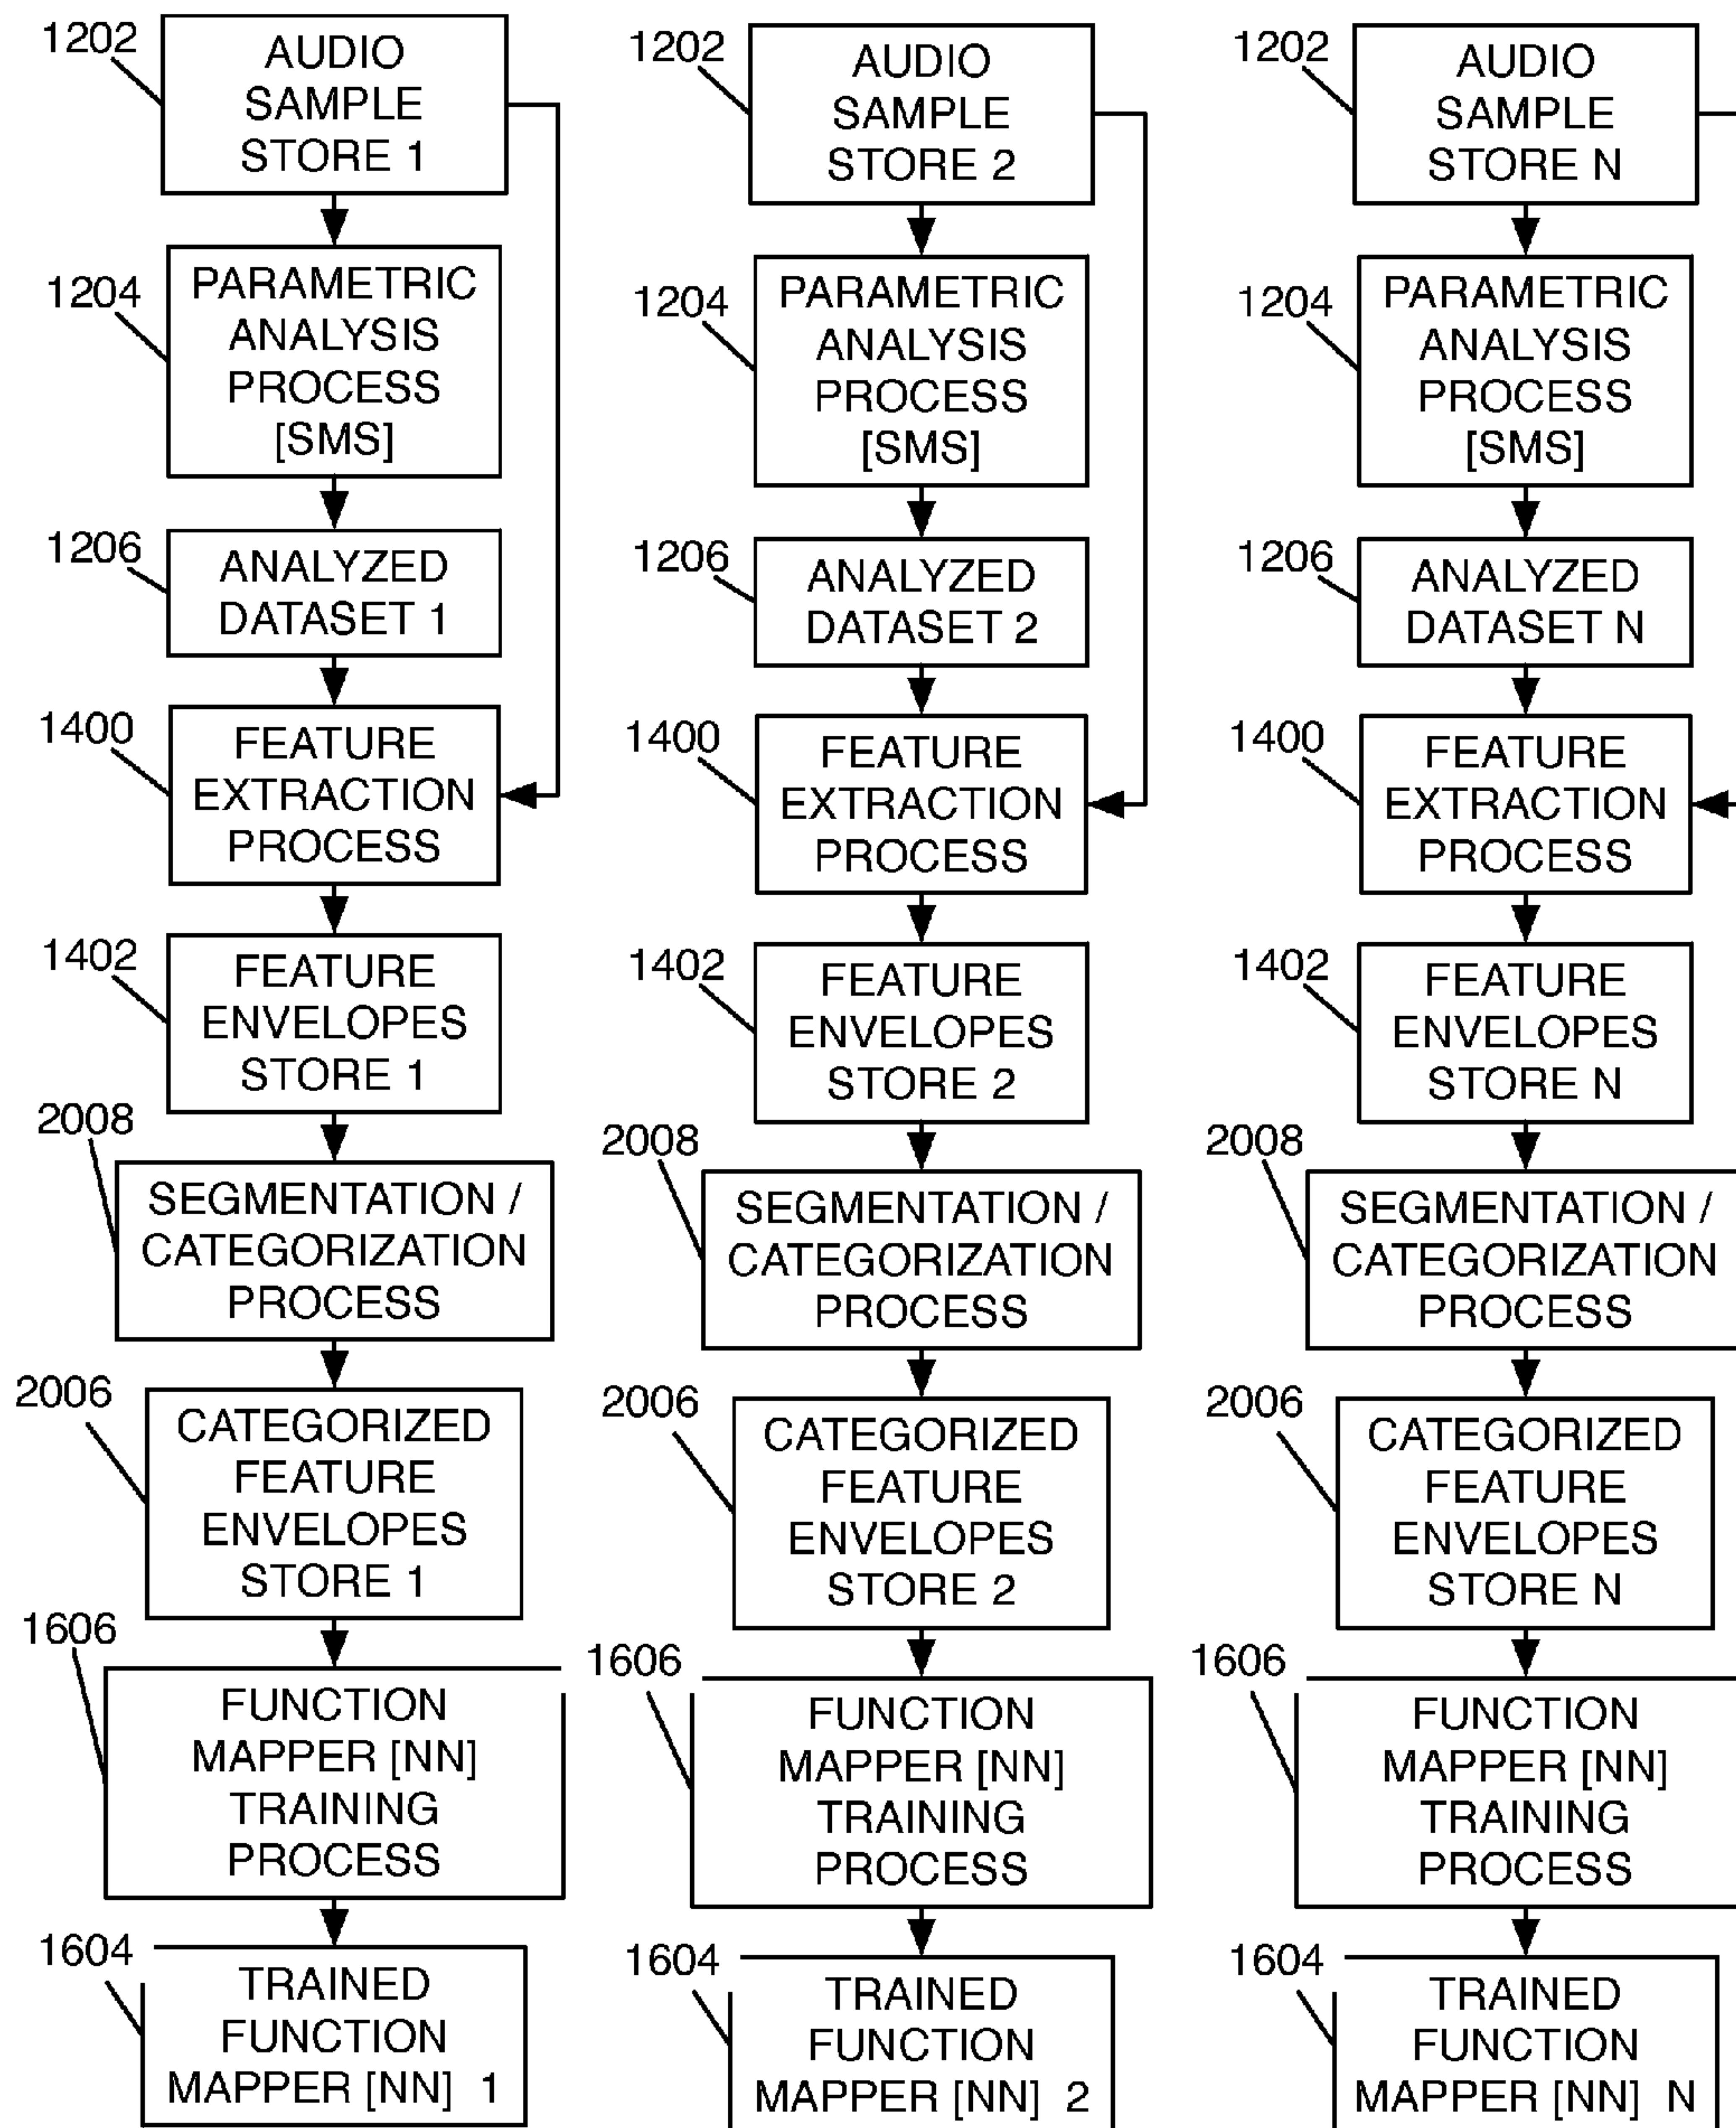 1202
AUDIO
SAMPLE
STORE 1
1204
PARAMETRIC
ANALYSIS
PROCESS
[SMS]
1206
ANALYZED
DATASET 1
1400
FEATURE
EXTRACTION
PROCESS
1402
FEATURE
ENVELOPES
STORE 1
2008
SEGMENTATION /
CATEGORIZATION
PROCESS
2006
CATEGORIZED
FEATURE
ENVELOPES
STORE 1
1606
FUNCTION
MAPPER [NN]
TRAINING
PROCESS
1604
TRAINED
FUNCTION
MAPPER [NN] 1
1202
AUDIO
SAMPLE
STORE 2
1204
PARAMETRIC
ANALYSIS
PROCESS
[SMS]
1206
ANALYZED
DATASET 2
1400
FEATURE
EXTRACTION
PROCESS
1402
FEATURE
ENVELOPES
STORE 2
2008
SEGMENTATION /
CATEGORIZATION
PROCESS
2006
CATEGORIZED
FEATURE
ENVELOPES
STORE 2
1606
FUNCTION
MAPPER [NN]
TRAINING
PROCESS
1604
TRAINED
FUNCTION
MAPPER [NN] 2
1202
AUDIO
SAMPLE
STORE N
1204
PARAMETRIC
ANALYSIS
PROCESS
[SMS]
1206
ANALYZED
DATASET N
1400
FEATURE
EXTRACTION
PROCESS
1402
FEATURE
ENVELOPES
STORE N
2008
SEGMENTATION /
CATEGORIZATION
PROCESS
2006
CATEGORIZED
FEATURE
ENVELOPES
STORE N
1606
FUNCTION
MAPPER [NN]
TRAINING
PROCESS
1604
TRAINED
FUNCTION
MAPPER [NN] N